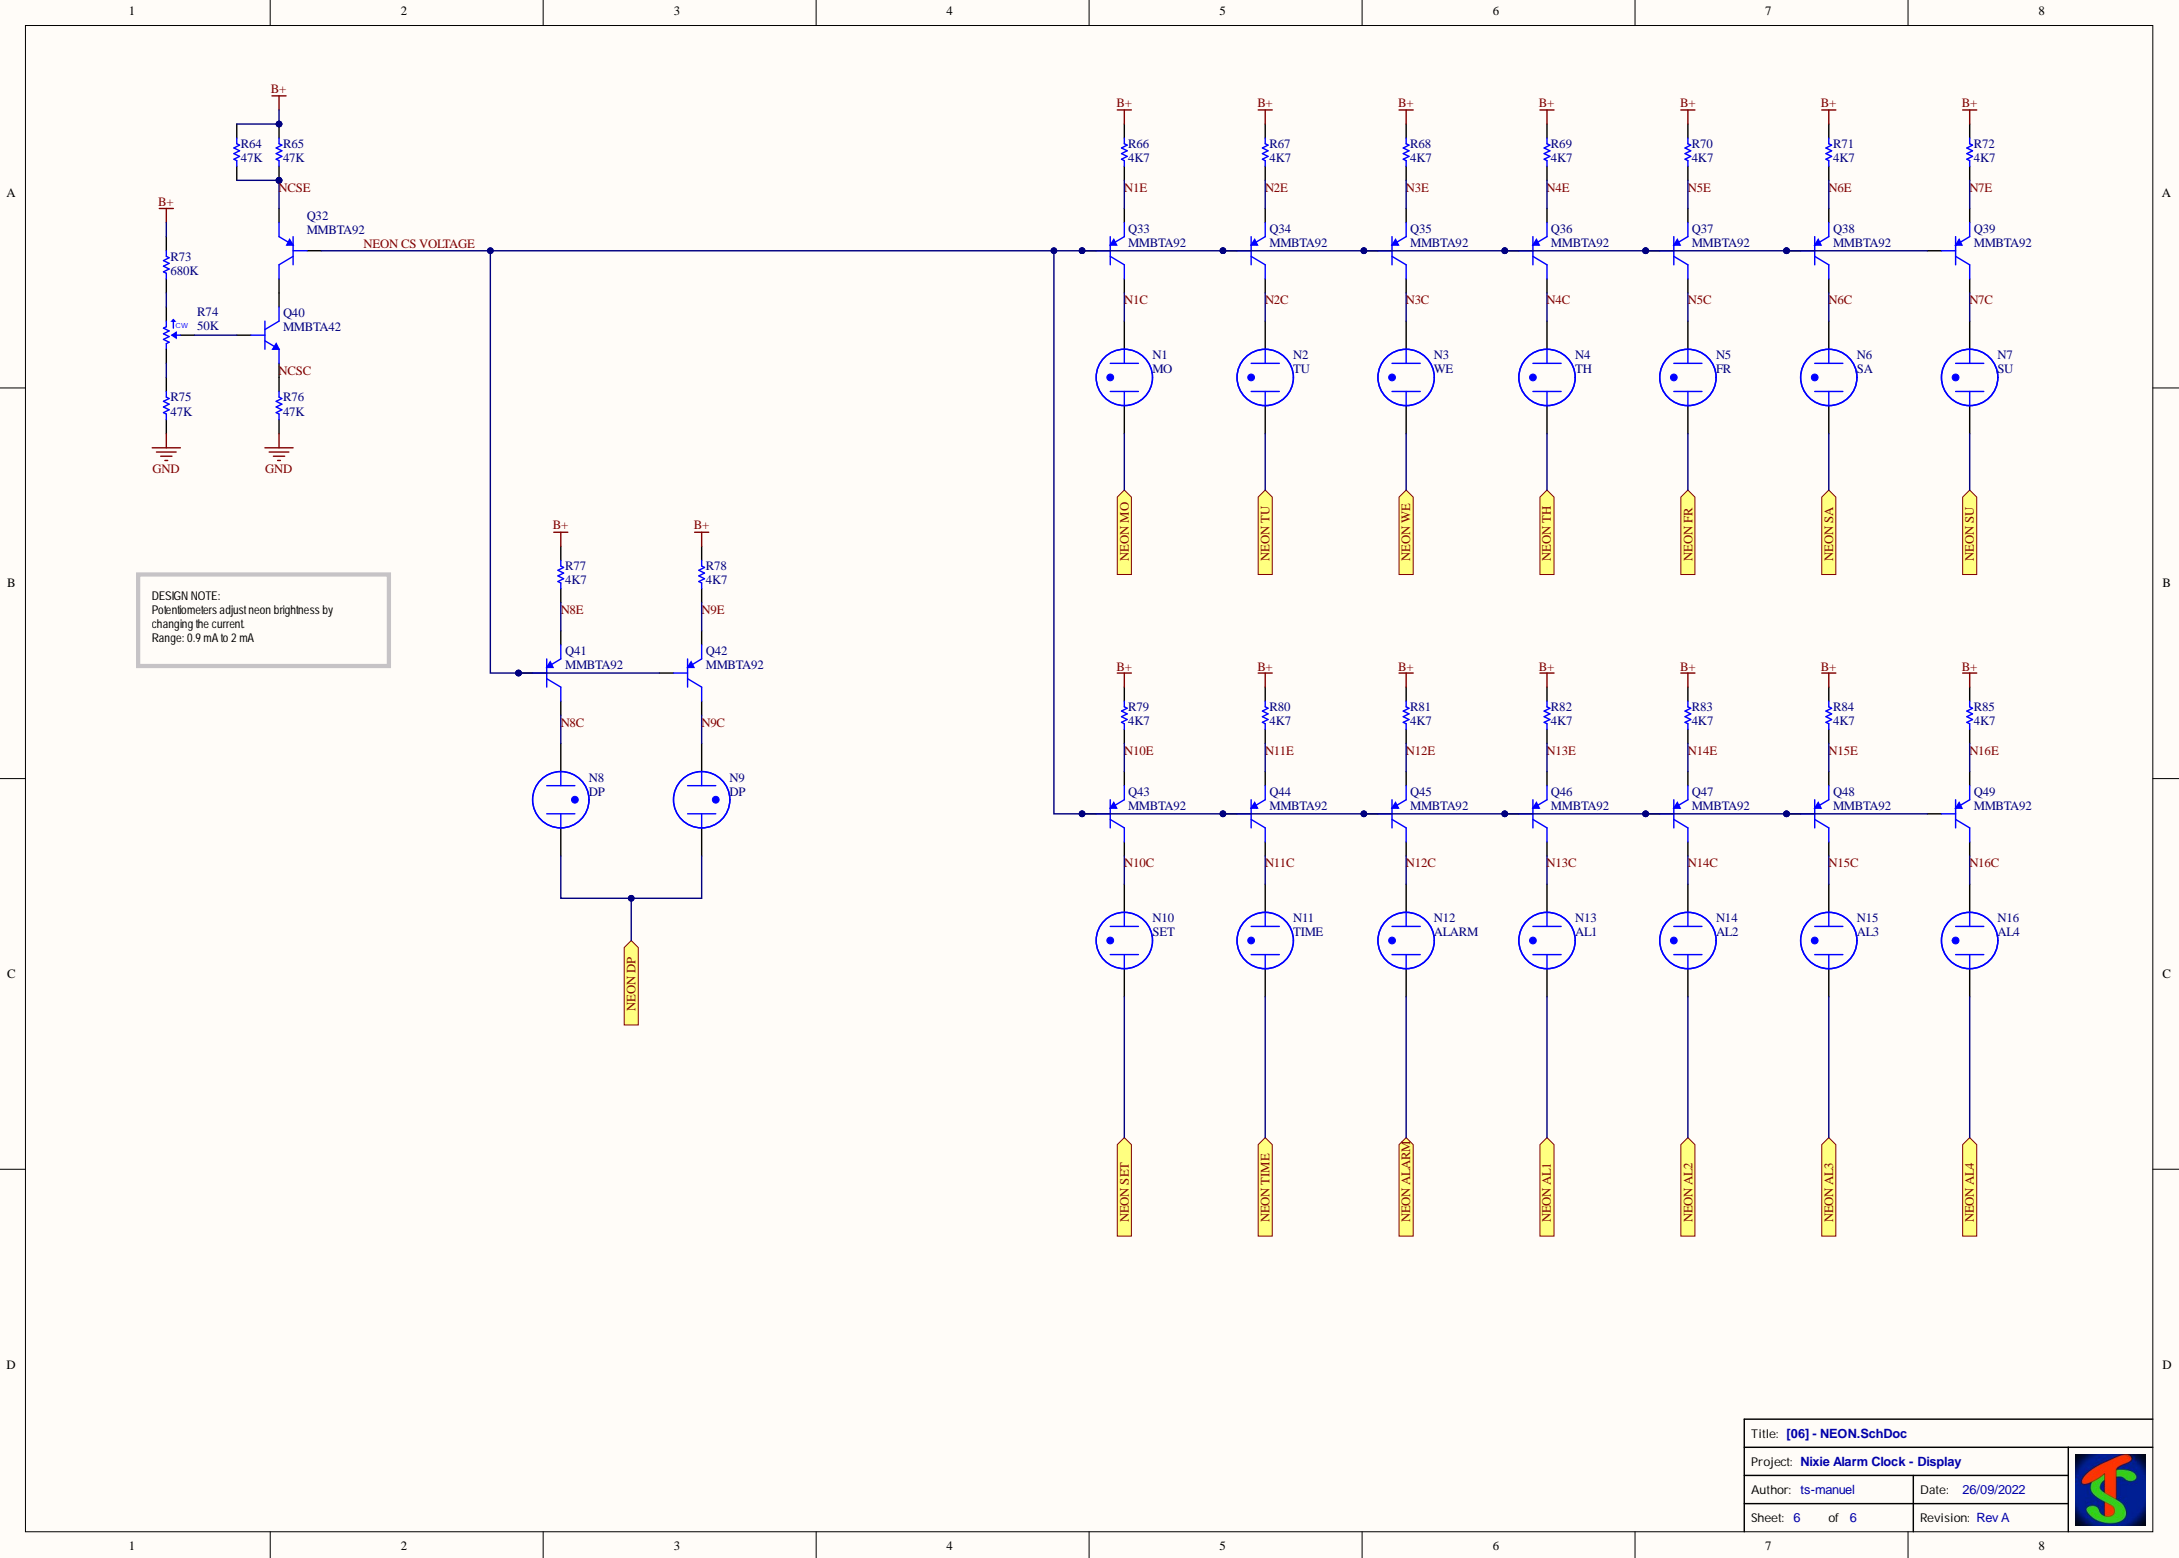 1 2 3 4 5 6 7 8
A A
B B
C C
D D
B+
R64
47K
R65
47K
NCSE
B+
Q32
MMBTA92
NEON CS VOLTAGE
R73
680K
CW
R74
50K
Q40
MMBTA42
NCSC
R75
47K
R76
47K
GND GND
DESIGN NOTE:
Potentiometers adjust neon brightness by
changing the current.
Range: 0.9 mA to 2 mA
B+ B+
R77 R78
4K7 4K7
N8E N9E
Q41 Q42
MMBTA92 MMBTA92
N8C N9C
N8 N9
DP DP
NEON DP
B+ B+ B+ B+ B+ B+ B+
R66 R67 R68 R69 R70 R71 R72
4K7 4K7 4K7 4K7 4K7 4K7 4K7
N1E N2E N3E N4E N5E N6E N7E
Q33 Q34 Q35 Q36 Q37 Q38 Q39
MMBTA92 MMBTA92 MMBTA92 MMBTA92 MMBTA92 MMBTA92 MMBTA92
N1C N2C N3C N4C N5C N6C N7C
N1 N2 N3 N4 N5 N6 N7
MO TU WE TH FR SA SU
NEON MO NEON TU NEON WE NEON TH NEON FR NEON SA NEON SU
B+ B+ B+ B+ B+ B+ B+
R79 R80 R81 R82 R83 R84 R85
4K7 4K7 4K7 4K7 4K7 4K7 4K7
N10E N11E N12E N13E N14E N15E N16E
Q43 Q44 Q45 Q46 Q47 Q48 Q49
MMBTA92 MMBTA92 MMBTA92 MMBTA92 MMBTA92 MMBTA92 MMBTA92
N10C N11C N12C N13C N14C N15C N16C
N10 N11 N12 N13 N14 N15 N16
SET TIME ALARM AL1 AL2 AL3 AL4
NEON SET NEON TIME NEON ALARM NEON AL1 NEON AL2 NEON AL3 NEON AL4
Title: [06] - NEON.SchDoc
Project: Nixie Alarm Clock - Display
Author: ts-manuel Date: 26/09/2022
Sheet: 6 of 6 Revision: Rev A
TS
1 2 3 4 5 6 7 8